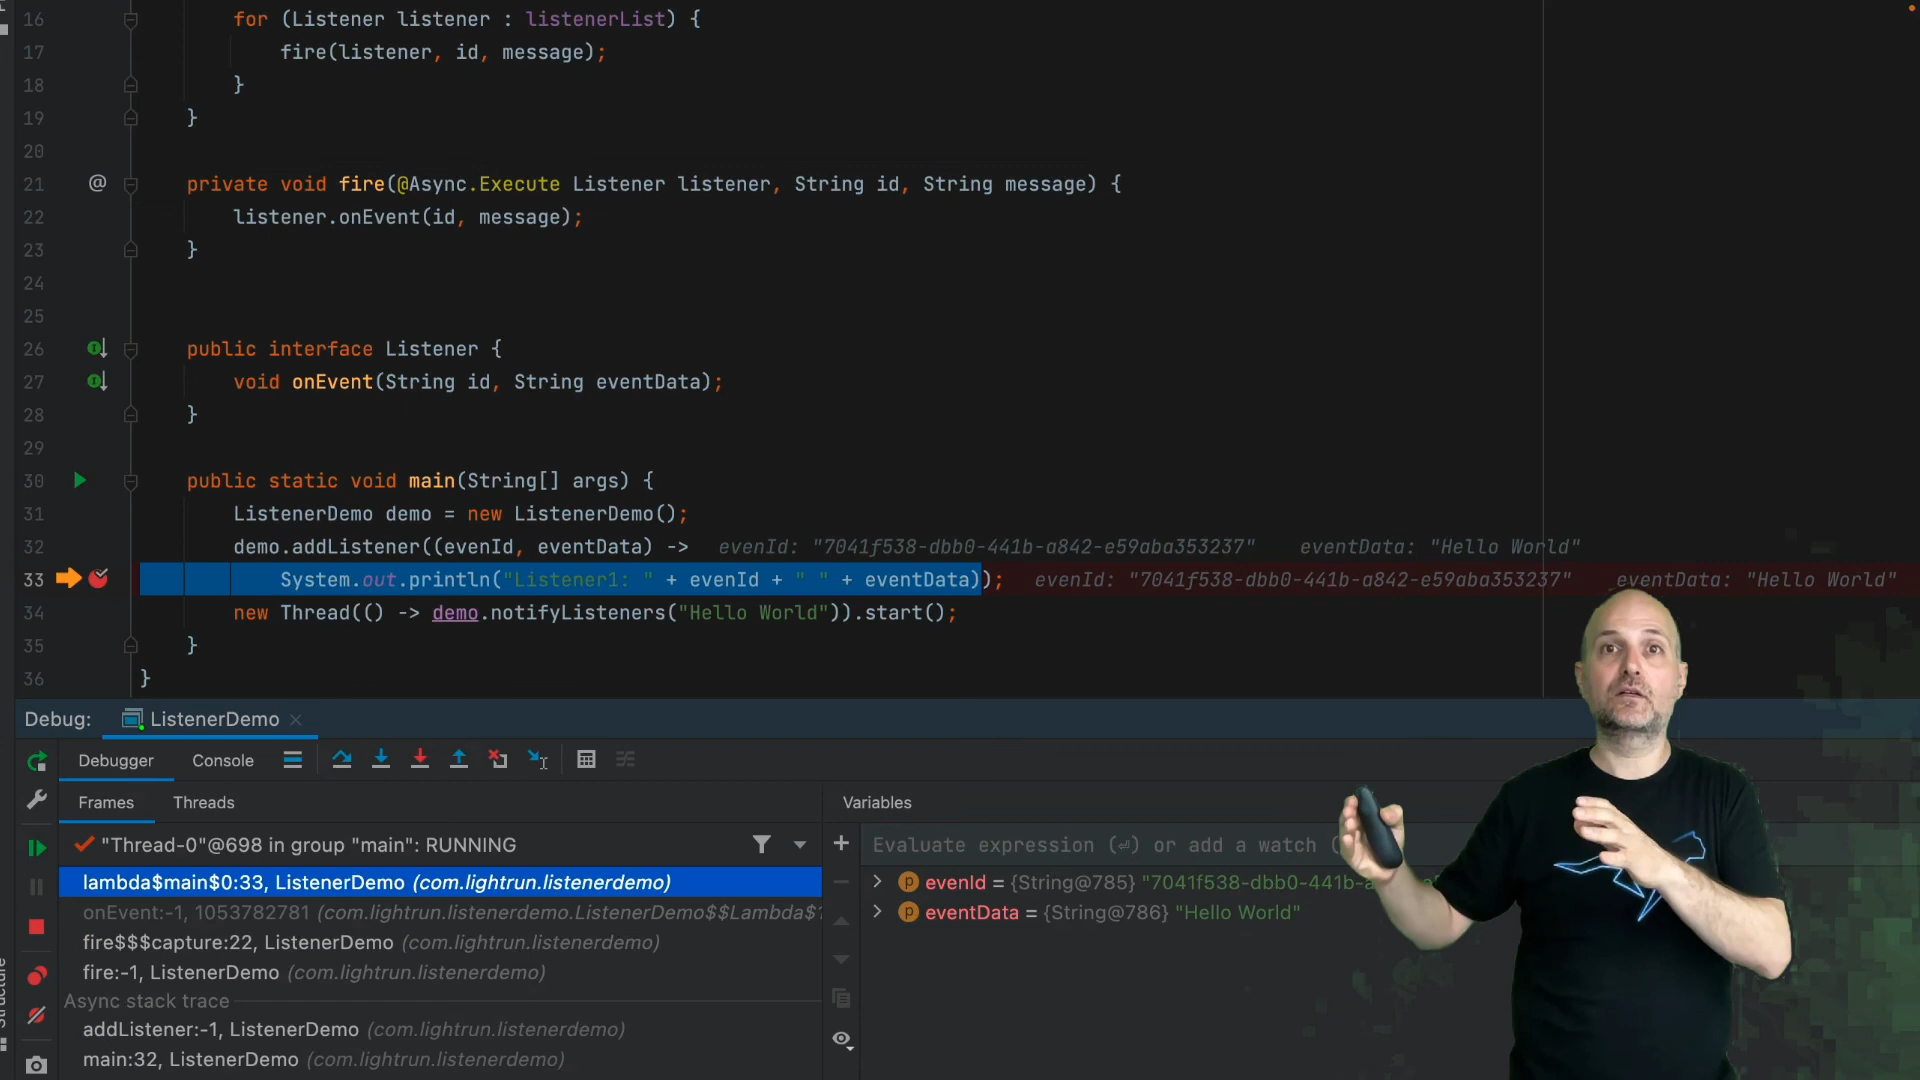 16 for (Listener listener : listenerList) {
17 fire(listener, id, message);
18 }
19 }
20
21 @ private void fire(@Async.Execute Listener listener, String id, String message) {
22 listener.onEvent(id, message);
23 }
24
25
26 public interface Listener {
27 void onEvent(String id, String eventData);
28 }
29
30 public static void main(String[] args) {
31 ListenerDemo demo = new ListenerDemo();
32 demo.addListener((evenId, eventData) -> evenId: "7041f538-dbb0-441b-a842-e59aba353237" eventData: "Hello World"
33 System.out.println("Listener1: " + evenId + " " + eventData)); evenId: "7041f538-dbb0-441b-a842-e59aba353237" eventData: "Hello World"
34 new Thread(() -> demo.notifyListeners("Hello World")).start();
35 }
36 }
Debug: ListenerDemo
Debugger Console
Frames Threads
Variables
"Thread-0"@698 in group "main": RUNNING
Evaluate expression (⏎) or add a watch (
lambda$main$0:33, ListenerDemo (com.lightrun.listenerdemo)
evenId = {String@785} "7041f538-dbb0-441b-a
onEvent:-1, 1053782781 (com.lightrun.listenerdemo.ListenerDemo$$Lambda$1
eventData = {String@786} "Hello World"
fire$$$capture:22, ListenerDemo (com.lightrun.listenerdemo)
fire:-1, ListenerDemo (com.lightrun.listenerdemo)
Async stack trace
addListener:-1, ListenerDemo (com.lightrun.listenerdemo)
main:32, ListenerDemo (com.lightrun.listenerdemo)
Structure